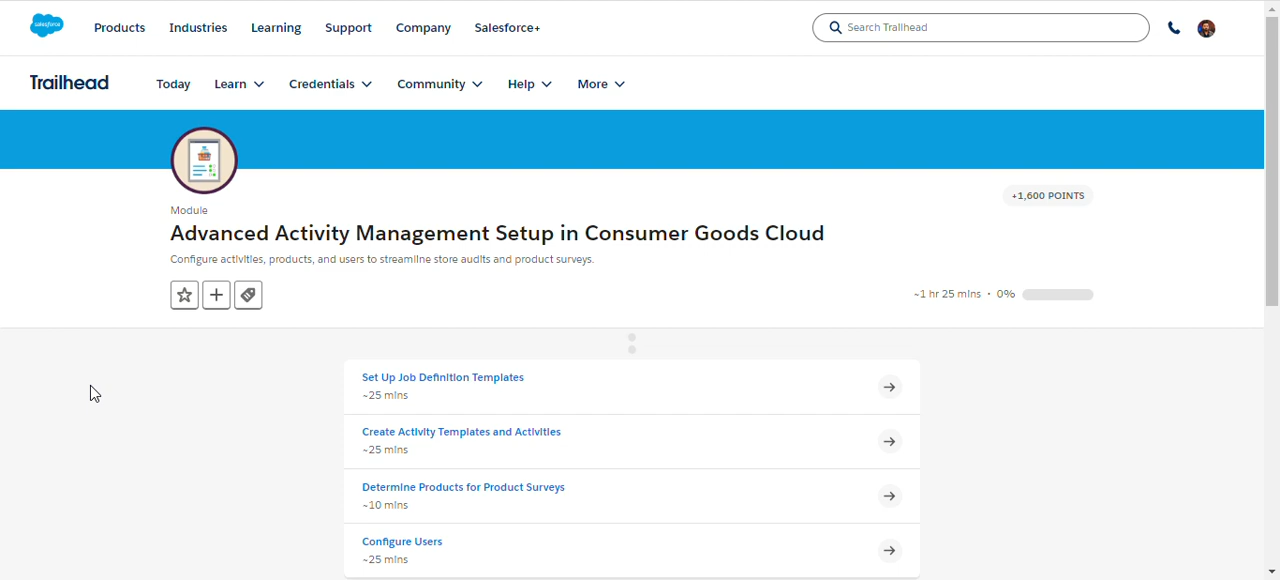 salesforce
Products Industries Learning Support Company Salesforce+
Search Trailhead
Trailhead
Today Learn Credentials Community Help More
+1,600 POINTS
Module
Advanced Activity Management Setup in Consumer Goods Cloud
Configure activities, products, and users to streamline store audits and product surveys.
~1 hr 25 mins • 0%
Set Up Job Definition Templates
~25 mins
Create Activity Templates and Activities
~25 mins
Determine Products for Product Surveys
~10 mins
Configure Users
~25 mins